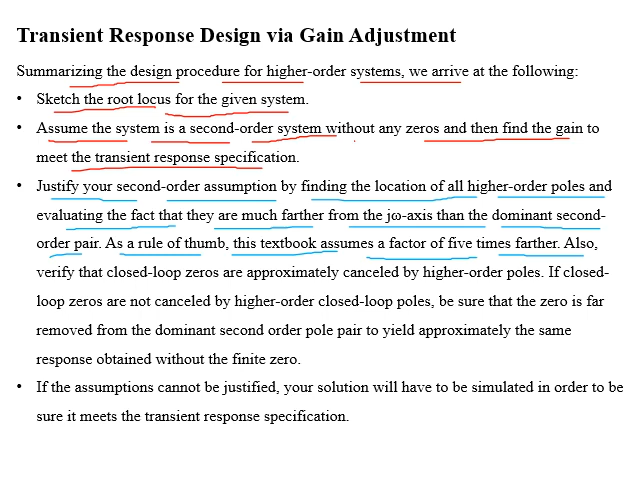 Transient Response Design via Gain Adjustment
Summarizing the design procedure for higher-order systems, we arrive at the following:
• Sketch the root locus for the given system.
• Assume the system is a second-order system without any zeros and then find the gain to
meet the transient response specification.
• Justify your second-order assumption by finding the location of all higher-order poles and
evaluating the fact that they are much farther from the jω-axis than the dominant second-
order pair. As a rule of thumb, this textbook assumes a factor of five times farther. Also,
verify that closed-loop zeros are approximately canceled by higher-order poles. If closed-
loop zeros are not canceled by higher-order closed-loop poles, be sure that the zero is far
removed from the dominant second order pole pair to yield approximately the same
response obtained without the finite zero.
• If the assumptions cannot be justified, your solution will have to be simulated in order to be
sure it meets the transient response specification.